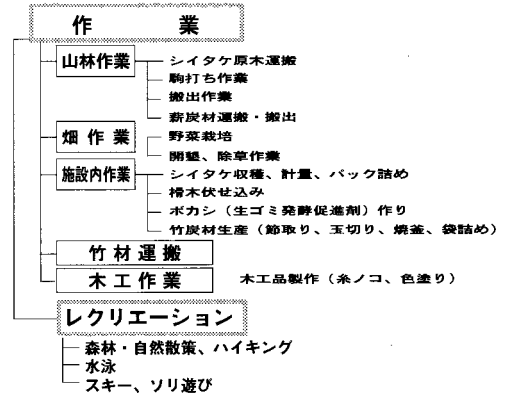 作業
山林作業
シイタケ原木運搬
駒打ち作業
搬出作業
薪炭材運搬・搬出
畑作業
野菜栽培
開墾、除草作業
施設内作業
シイタケ収穫、計量、パック詰め
榾木伏せ込み
ボカシ(生ゴミ発酵促進剤)作り
竹炭材生産(節取り、玉切り、焼釜、袋詰め)
竹材運搬
木工作業 木工品製作(糸ノコ、色塗り)
レクリエーション
森林・自然散策、ハイキング
水泳
スキー、ソリ遊び